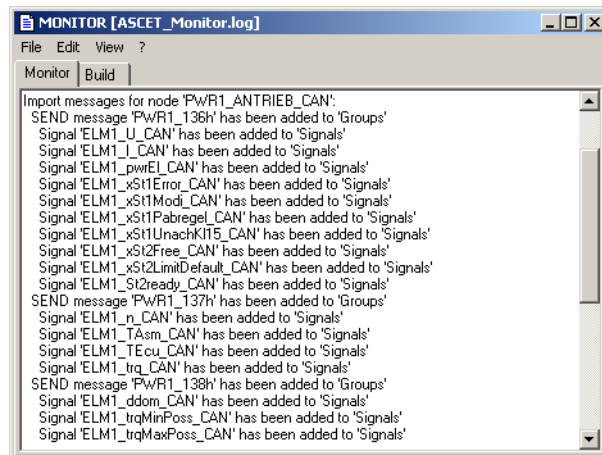 MONITOR [ASCET_Monitor.log]
File Edit View ?
Monitor Build
Import messages for node 'PWR1_ANTRIEB_CAN':
SEND message 'PWR1_136h' has been added to 'Groups'
Signal 'ELM1_U_CAN' has been added to 'Signals'
Signal 'ELM1_I_CAN' has been added to 'Signals'
Signal 'ELM1_pwrEl_CAN' has been added to 'Signals'
Signal 'ELM1_xSt1Error_CAN' has been added to 'Signals'
Signal 'ELM1_xSt1Modi_CAN' has been added to 'Signals'
Signal 'ELM1_xSt1Pabregel_CAN' has been added to 'Signals'
Signal 'ELM1_xSt1UnachKl15_CAN' has been added to 'Signals'
Signal 'ELM1_xSt2Free_CAN' has been added to 'Signals'
Signal 'ELM1_xSt2LimitDefault_CAN' has been added to 'Signals'
Signal 'ELM1_St2ready_CAN' has been added to 'Signals'
SEND message 'PWR1_137h' has been added to 'Groups'
Signal 'ELM1_n_CAN' has been added to 'Signals'
Signal 'ELM1_TAsm_CAN' has been added to 'Signals'
Signal 'ELM1_TEcu_CAN' has been added to 'Signals'
Signal 'ELM1_trq_CAN' has been added to 'Signals'
SEND message 'PWR1_138h' has been added to 'Groups'
Signal 'ELM1_ddom_CAN' has been added to 'Signals'
Signal 'ELM1_trqMinPoss_CAN' has been added to 'Signals'
Signal 'ELM1_trqMaxPoss_CAN' has been added to 'Signals'